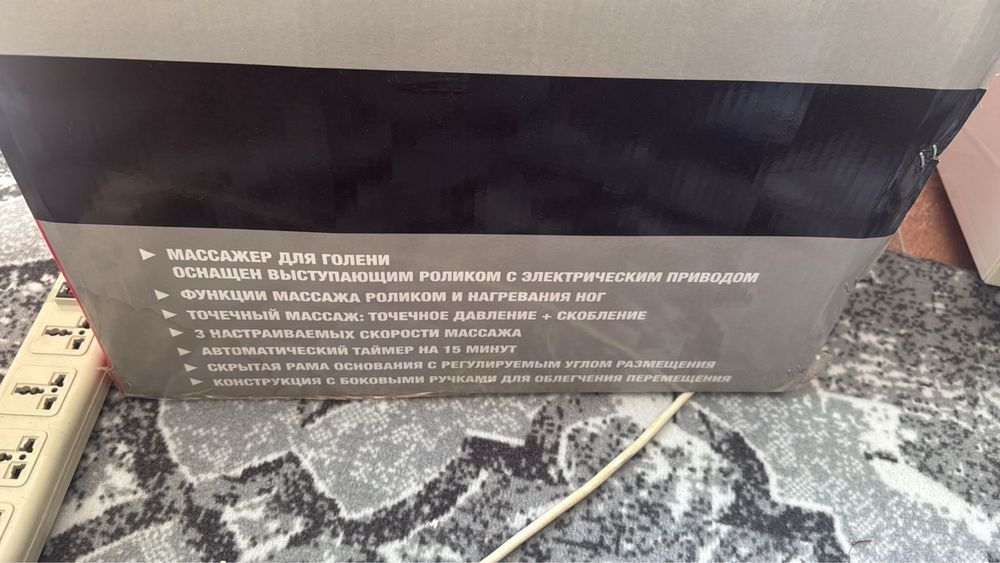 ► МАССАЖЕР ДЛЯ ГОЛЕНИ
ОСНАЩЕН ВЫСТУПАЮЩИМ РОЛИКОМ С ЭЛЕКТРИЧЕСКИМ ПРИВОДОМ
► ФУНКЦИИ МАССАЖА РОЛИКОМ И НАГРЕВАНИЯ НОГ
► ТОЧЕЧНЫЙ МАССАЖ: ТОЧЕЧНОЕ ДАВЛЕНИЕ + СКОБЛЕНИЕ
► 3 НАСТРАИВАЕМЫХ СКОРОСТИ МАССАЖА
► АВТОМАТИЧЕСКИЙ ТАЙМЕР НА 15 МИНУТ
► СКРЫТАЯ РАМА ОСНОВАНИЯ С РЕГУЛИРУЕМЫМ УГЛОМ РАЗМЕЩЕНИЯ
► КОНСТРУКЦИЯ С БОКОВЫМИ РУЧКАМИ ДЛЯ ОБЛЕГЧЕНИЯ ПЕРЕМЕЩЕНИЯ